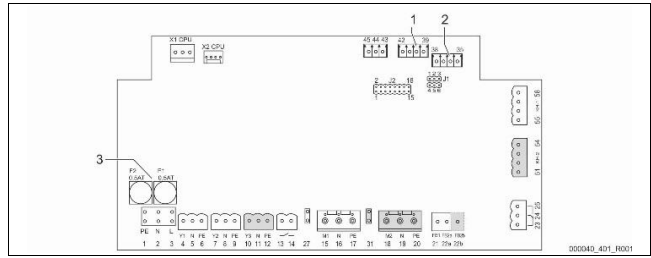 1 2
X1 CPU
X2 CPU
45 44 43
42 39
38 35
2 J2 16
1 15
1 2 3
J1
4 5 6
56
55
54
51
3
F2 F1
0.5AT 0.5AT
25
24
23
PE N L
Y1 N PE
Y2 N PE
Y3 N PE
N1 PE
N2 PE
1 2 3 4 5 6 7 8 9 10 11 12 13 14 27 15 16 17 31 18 19 20 21 22a 22b
000040_401_R001